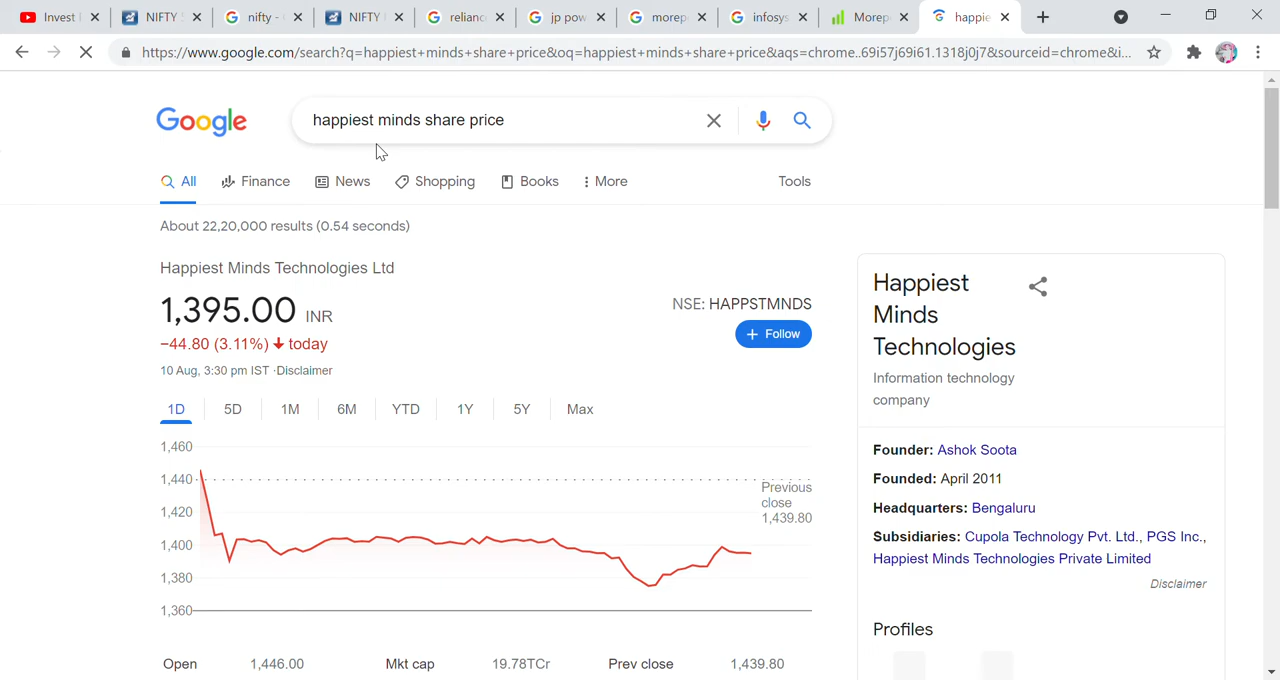 Invest
NIFTY
nifty -
NIFTY
relianc
jp pow
morep
infosys
Morep
happie
https://www.google.com/search?q=happiest+minds+share+price&oq=happiest+minds+share+price&aqs=chrome..69i57j69i61.1318j0j7&sourceid=chrome&i...
Google
happiest minds share price
All
Finance
News
Shopping
Books
More
Tools
About 22,20,000 results (0.54 seconds)
Happiest Minds Technologies Ltd
1,395.00 INR
−44.80 (3.11%) today
10 Aug, 3:30 pm IST ·Disclaimer
NSE: HAPPSTMNDS
+ Follow
1D
5D
1M
6M
YTD
1Y
5Y
Max
1,460
1,440
1,420
1,400
1,380
1,360
Previous
close
1,439.80
Open 1,446.00
Mkt cap 19.78TCr
Prev close 1,439.80
Happiest
Minds
Technologies
Information technology
company
Founder: Ashok Soota
Founded: April 2011
Headquarters: Bengaluru
Subsidiaries: Cupola Technology Pvt. Ltd., PGS Inc.,
Happiest Minds Technologies Private Limited
Disclaimer
Profiles